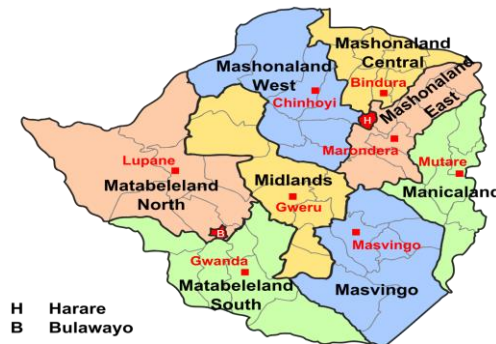 Mashonaland
Central
Bindura
Mashonaland
West
Chinhoyi
Mashonaland
East
H
Marondera
Mutare
Manicaland
Lupane
Matabeleland
North
Midlands
Gweru
B
Masvingo
Gwanda
Matabeleland
South
Masvingo
H Harare
B Bulawayo